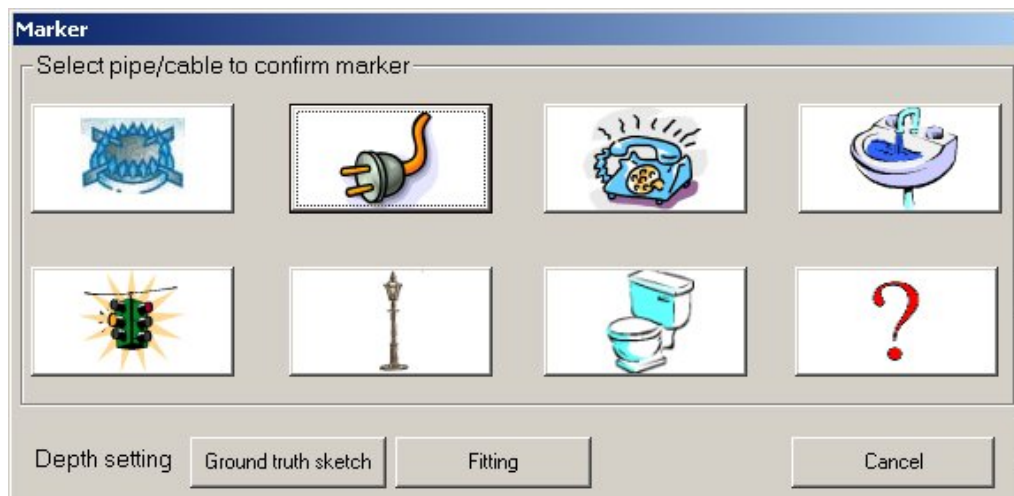 Marker
Select pipe/cable to confirm marker
?
Depth setting Ground truth sketch Fitting Cancel